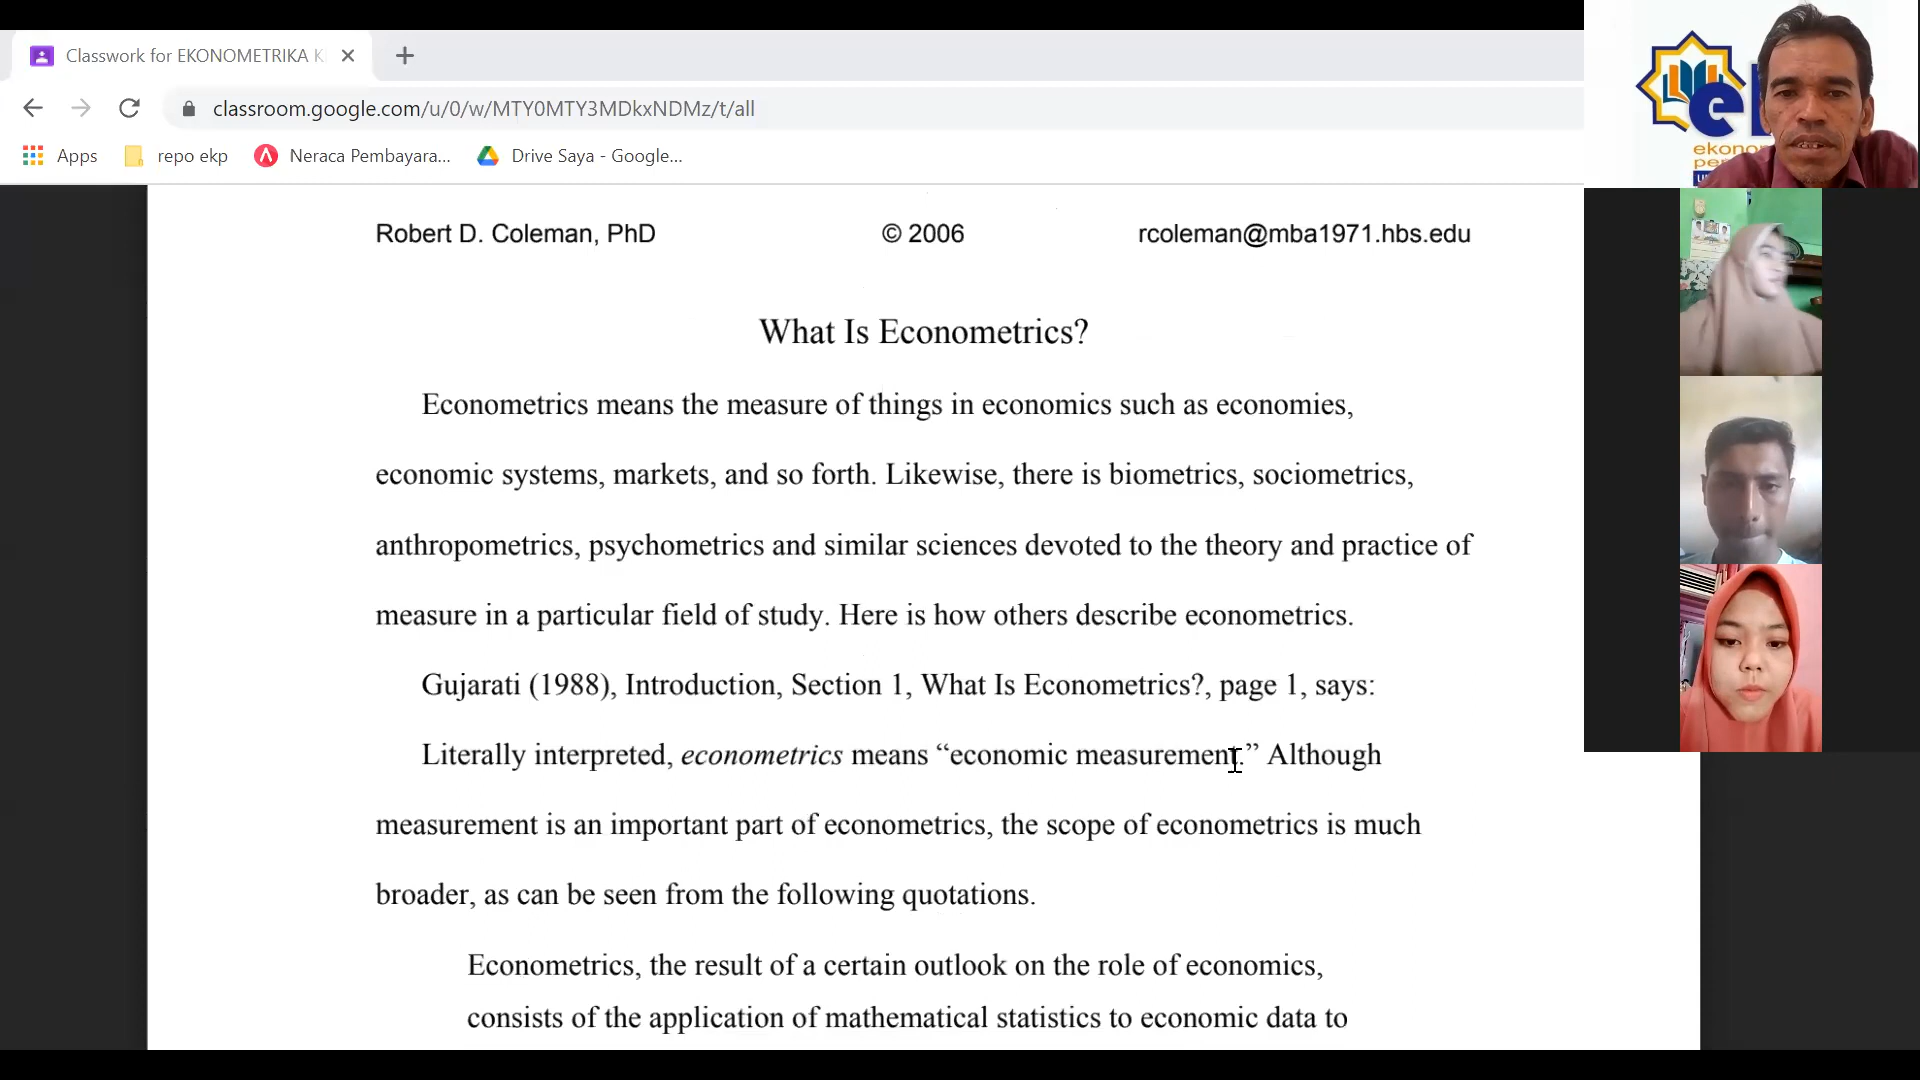 Classwork for EKONOMETRIKA K
classroom.google.com/u/0/w/MTY0MTY3MDkxNDMz/t/all
Apps
repo ekp
Neraca Pembayara...
Drive Saya - Google...
Robert D. Coleman, PhD © 2006 rcoleman@mba1971.hbs.edu
What Is Econometrics?
Econometrics means the measure of things in economics such as economies,
economic systems, markets, and so forth. Likewise, there is biometrics, sociometrics,
anthropometrics, psychometrics and similar sciences devoted to the theory and practice of
measure in a particular field of study. Here is how others describe econometrics.
Gujarati (1988), Introduction, Section 1, What Is Econometrics?, page 1, says:
Literally interpreted, econometrics means “economic measurement.” Although
measurement is an important part of econometrics, the scope of econometrics is much
broader, as can be seen from the following quotations.
Econometrics, the result of a certain outlook on the role of economics,
consists of the application of mathematical statistics to economic data to
e
ekono
pe